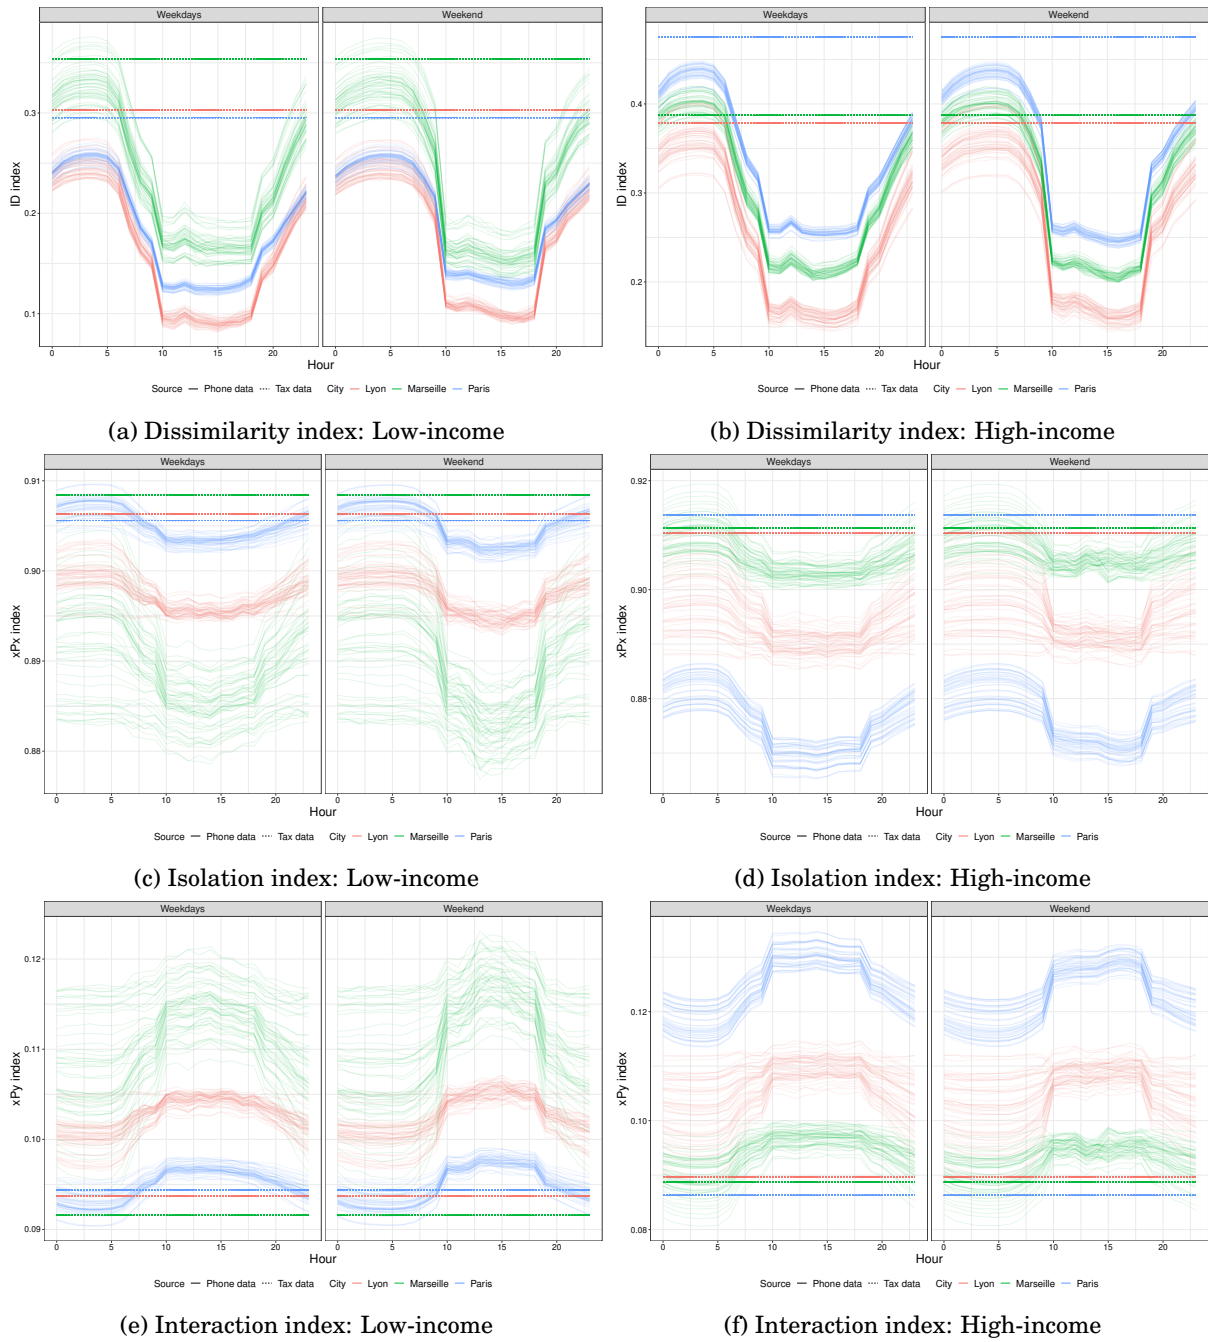 Weekdays Weekend
ID index
0.3
0.2
0.1
0 5 10 15 20 0 5 10 15 20
Hour
Source Phone data Tax data City Lyon Marseille Paris
(a) Dissimilarity index: Low-income
Weekdays Weekend
ID index
0.4
0.3
0.2
0 5 10 15 20 0 5 10 15 20
Hour
Source Phone data Tax data City Lyon Marseille Paris
(b) Dissimilarity index: High-income
Weekdays Weekend
xPx index
0.91
0.90
0.89
0.88
0 5 10 15 20 0 5 10 15 20
Hour
Source Phone data Tax data City Lyon Marseille Paris
(c) Isolation index: Low-income
Weekdays Weekend
xPx index
0.92
0.90
0.88
0 5 10 15 20 0 5 10 15 20
Hour
Source Phone data Tax data City Lyon Marseille Paris
(d) Isolation index: High-income
Weekdays Weekend
xPy index
0.12
0.11
0.10
0.09
0 5 10 15 20 0 5 10 15 20
Hour
Source Phone data Tax data City Lyon Marseille Paris
(e) Interaction index: Low-income
Weekdays Weekend
xPy index
0.12
0.10
0.08
0 5 10 15 20 0 5 10 15 20
Hour
Source Phone data Tax data City Lyon Marseille Paris
(f) Interaction index: High-income